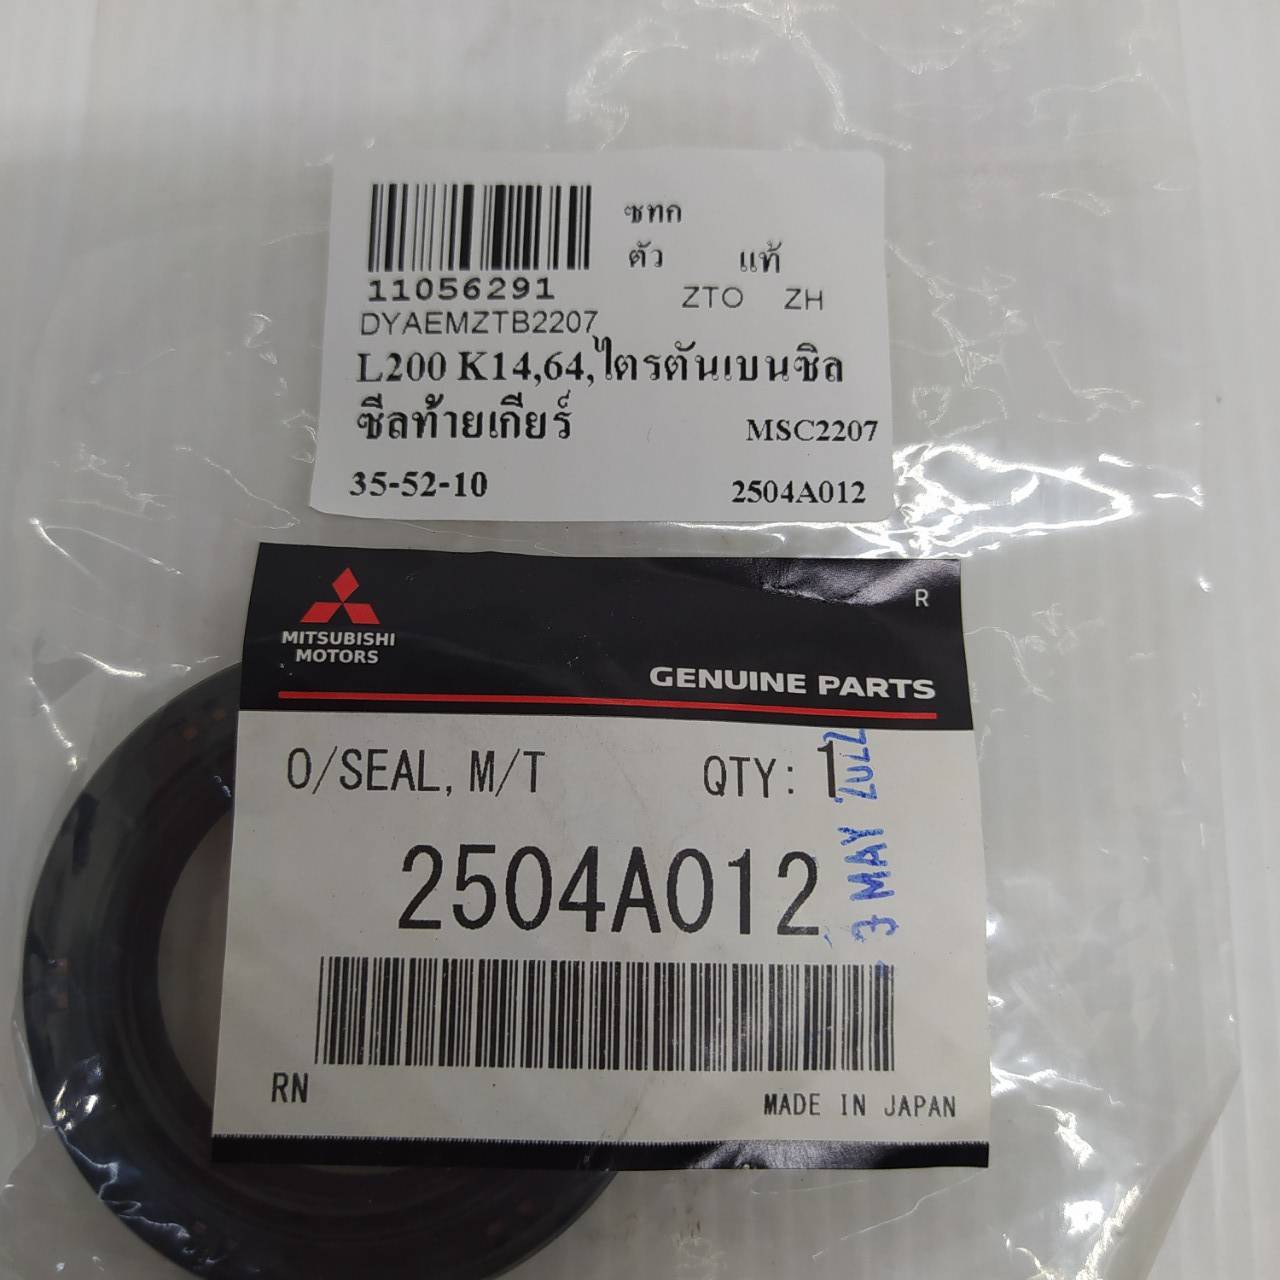 ซทก
ตัว แท้
11056291
ZTO ZH
DYAEMZTB2207
L200 K14,64,ไตรตันเบนซิล
ซีลท้ายเกียร์ MSC2207
35-52-10 2504A012
R
MITSUBISHI
MOTORS
GENUINE PARTS
O/SEAL, M/T QTY: 1
2504A012
3 MAY 2022
RN
MADE IN JAPAN